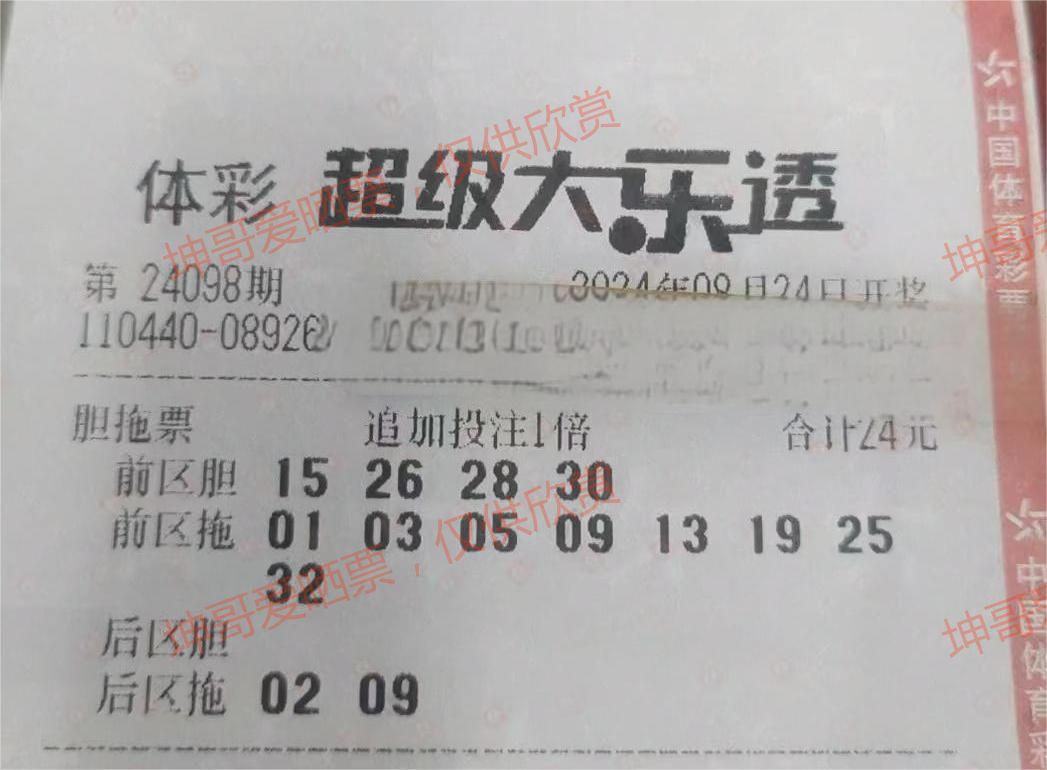 体彩 超级大乐透
第 24098期 2024年08月24日开奖
110440-08926
胆拖票 追加投注1倍 合计24元
前区胆 15 26 28 30
前区拖 01 03 05 09 13 19 25
32
后区胆
后区拖 02 09
中国体育彩票
中国体育彩
坤哥爱晒票，仅供欣赏
坤哥爱晒票，仅供欣赏
坤哥爱
坤哥爱